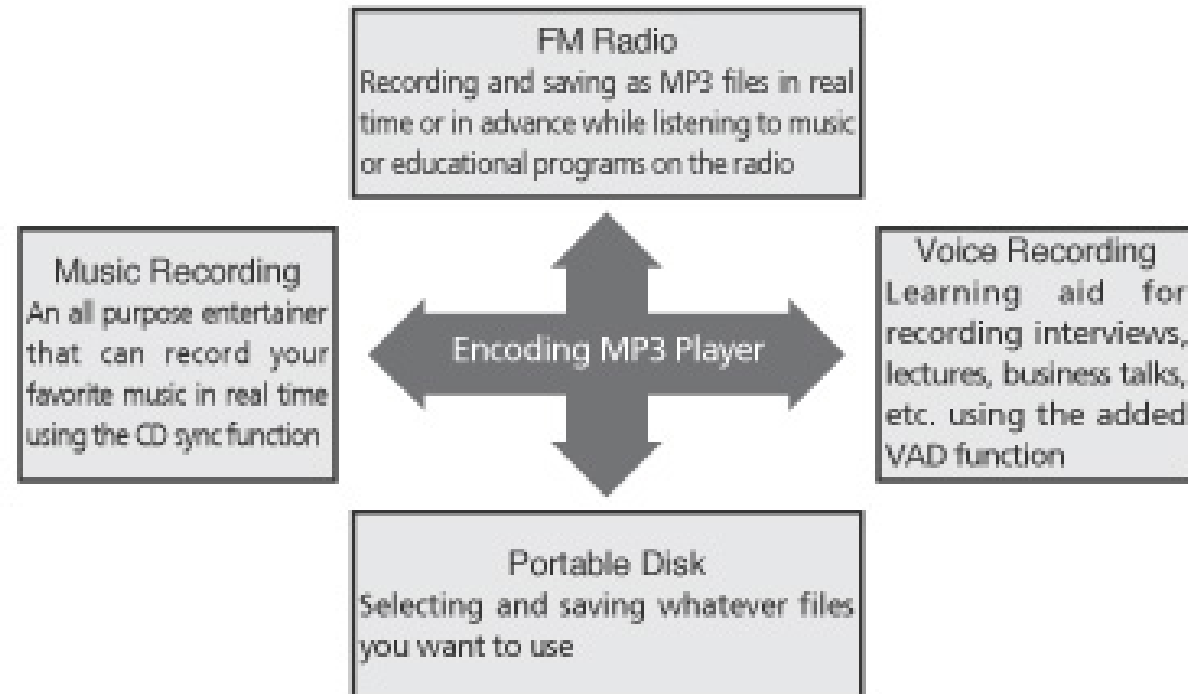 FM Radio
Recording and saving as MP3 files in real
time or in advance while listening to music
or educational programs on the radio
Music Recording
An all purpose entertainer
that can record your
favorite music in real time
using the CD sync function
Encoding MP3 Player
Voice Recording
Learning aid for
recording interviews,
lectures, business talks,
etc. using the added
VAD function
Portable Disk
Selecting and saving whatever files
you want to use